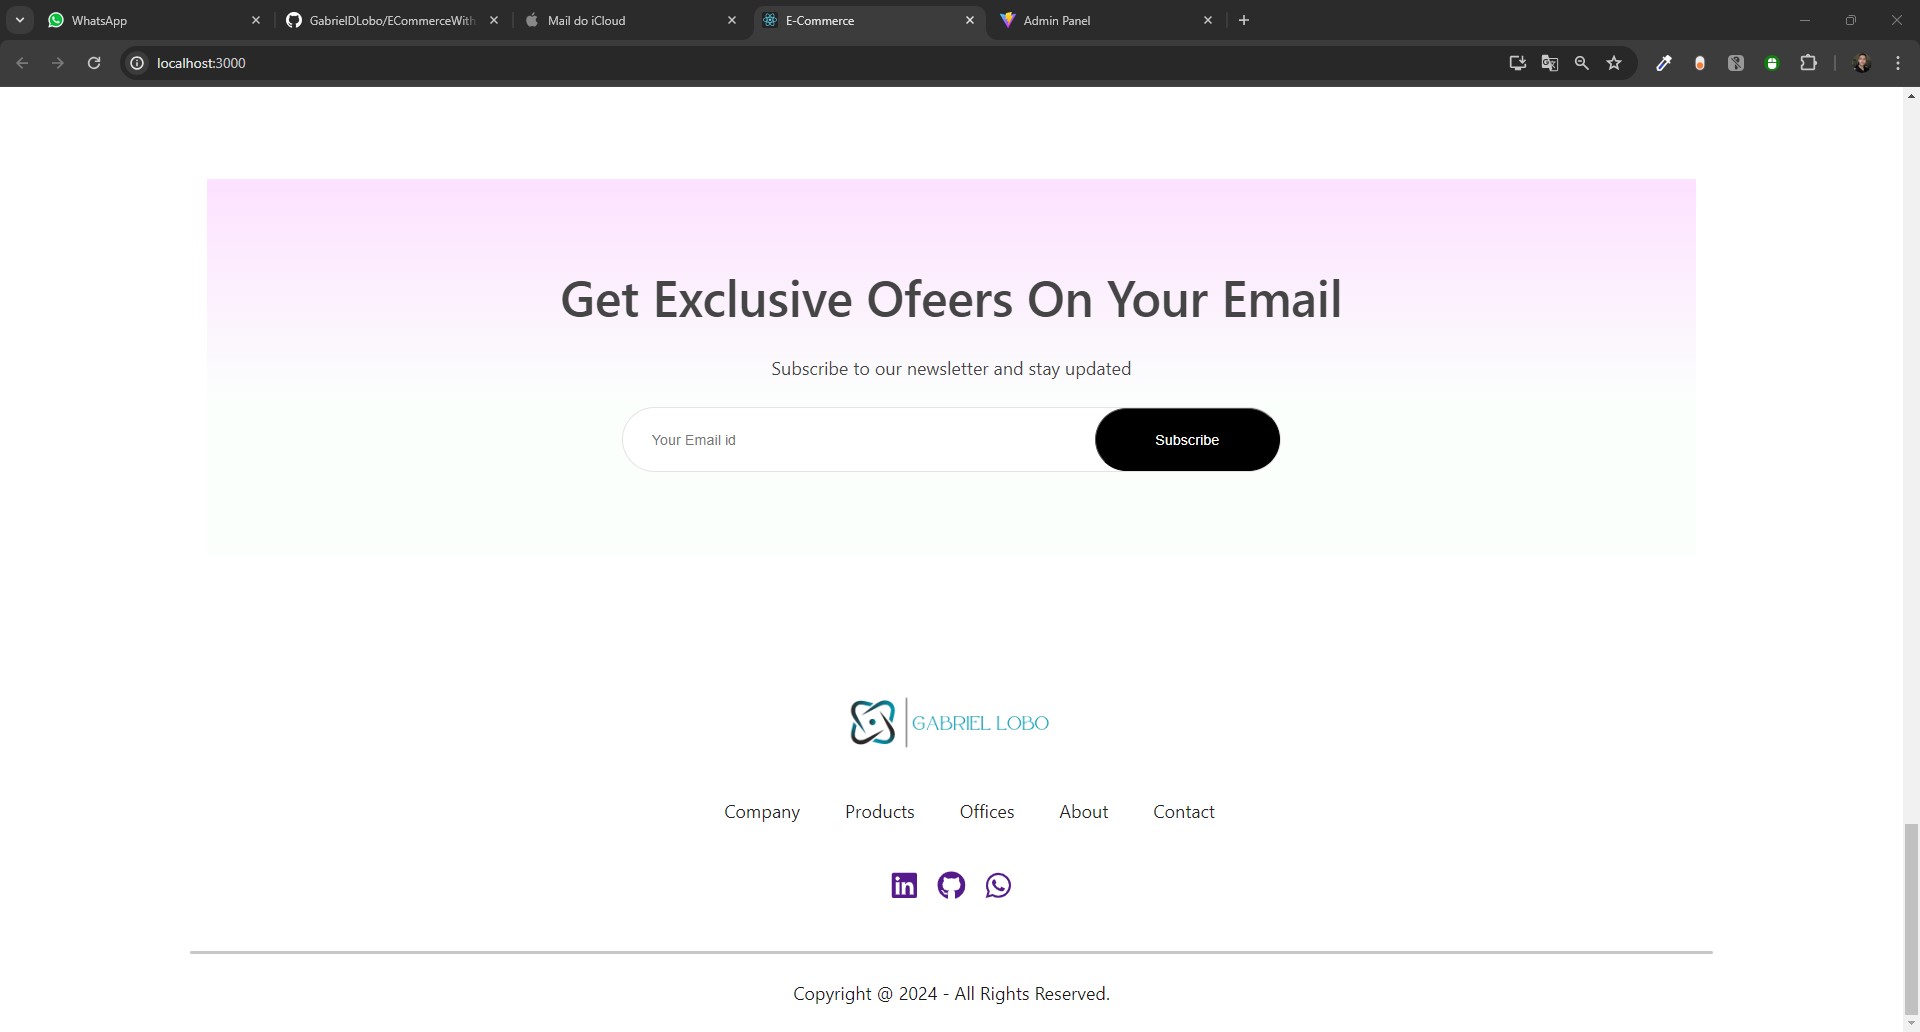 WhatsApp
GabrielDLobo/ECommerceWith
Mail do iCloud
E-Commerce
Admin Panel
localhost:3000
Get Exclusive Ofeers On Your Email
Subscribe to our newsletter and stay updated
Your Email id
Subscribe
GABRIEL LOBO
Company Products Offices About Contact
in
Copyright @ 2024 - All Rights Reserved.